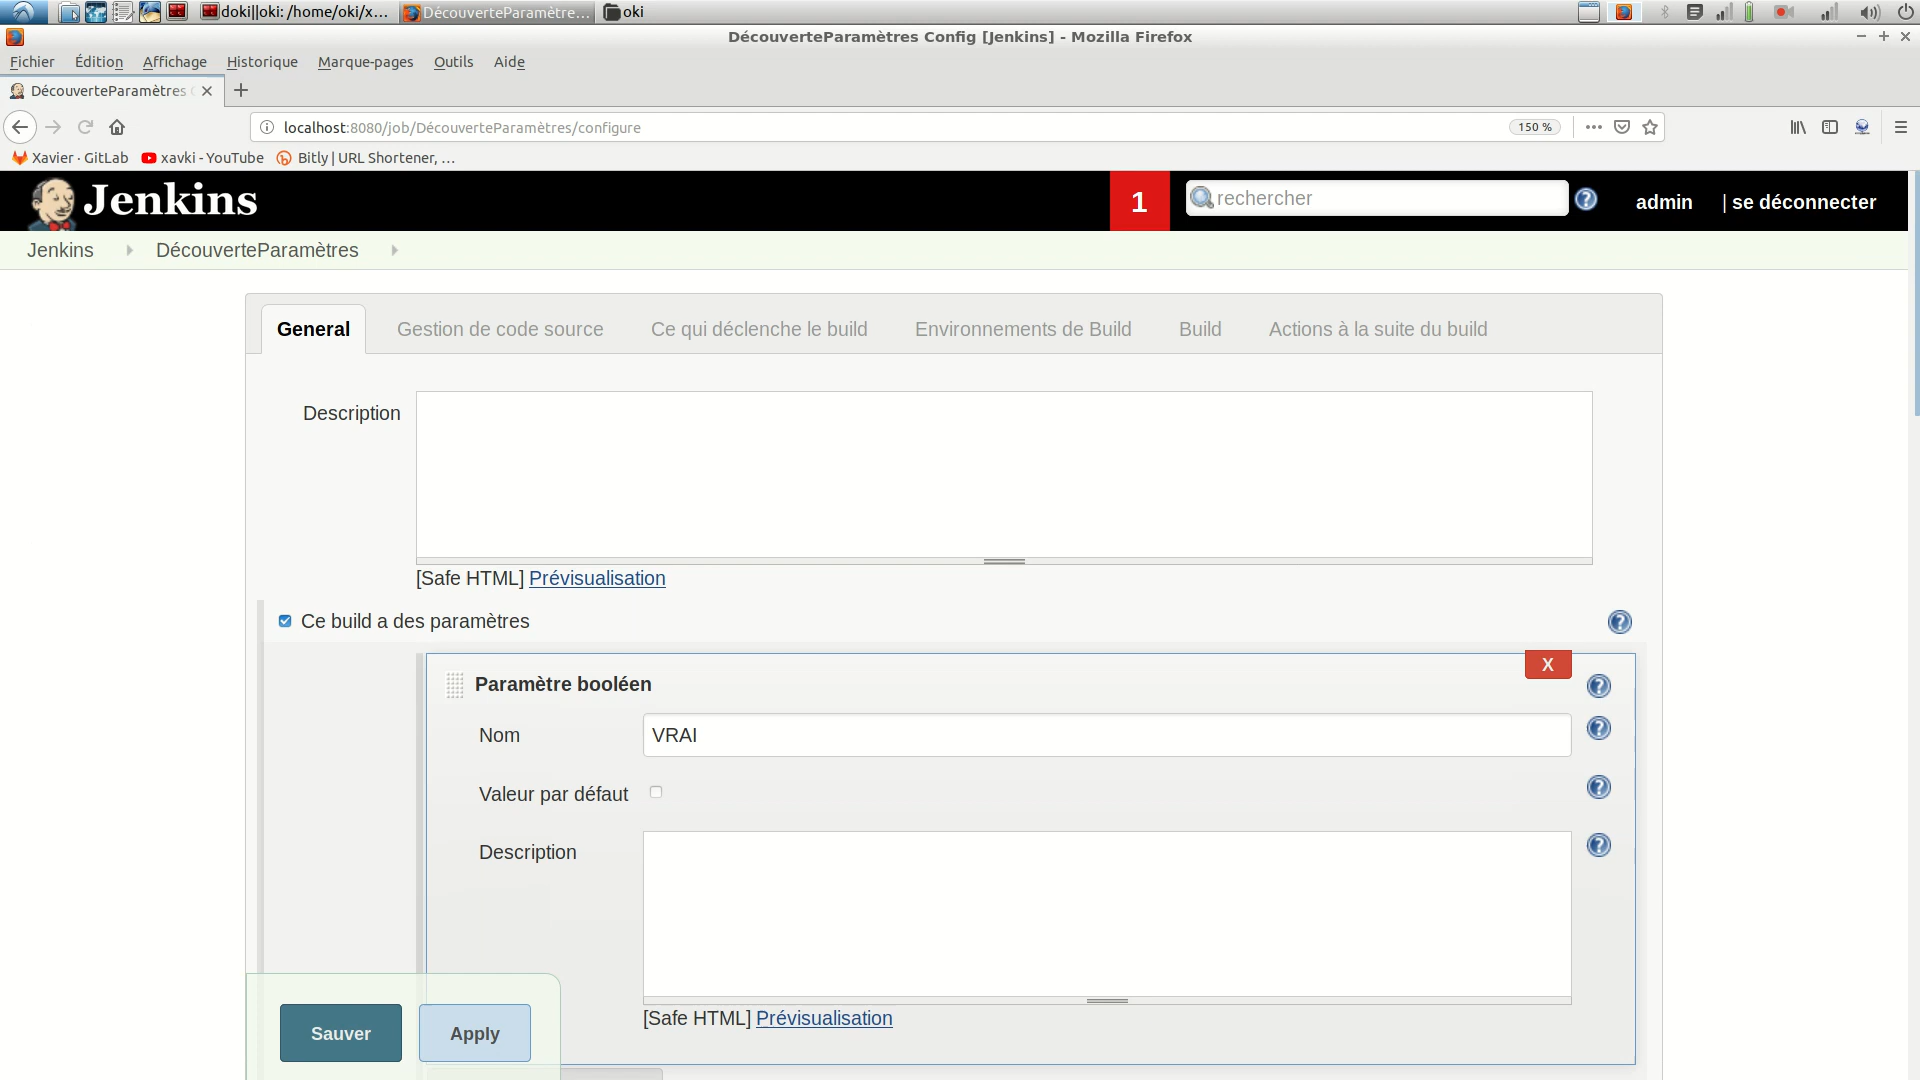 doki||oki: /home/oki/x...
DécouverteParamètre...
oki
DécouverteParamètres Config [Jenkins] - Mozilla Firefox
Fichier Édition Affichage Historique Marque-pages Outils Aide
DécouverteParamètres
localhost:8080/job/DécouverteParamètres/configure
150 %
Xavier · GitLab
xavki - YouTube
Bitly | URL Shortener, ...
Jenkins
1
rechercher
admin
| se déconnecter
Jenkins
DécouverteParamètres
General
Gestion de code source
Ce qui déclenche le build
Environnements de Build
Build
Actions à la suite du build
Description
[Safe HTML] Prévisualisation
Ce build a des paramètres
X
Paramètre booléen
Nom
VRAI
Valeur par défaut
Description
[Safe HTML] Prévisualisation
Sauver
Apply